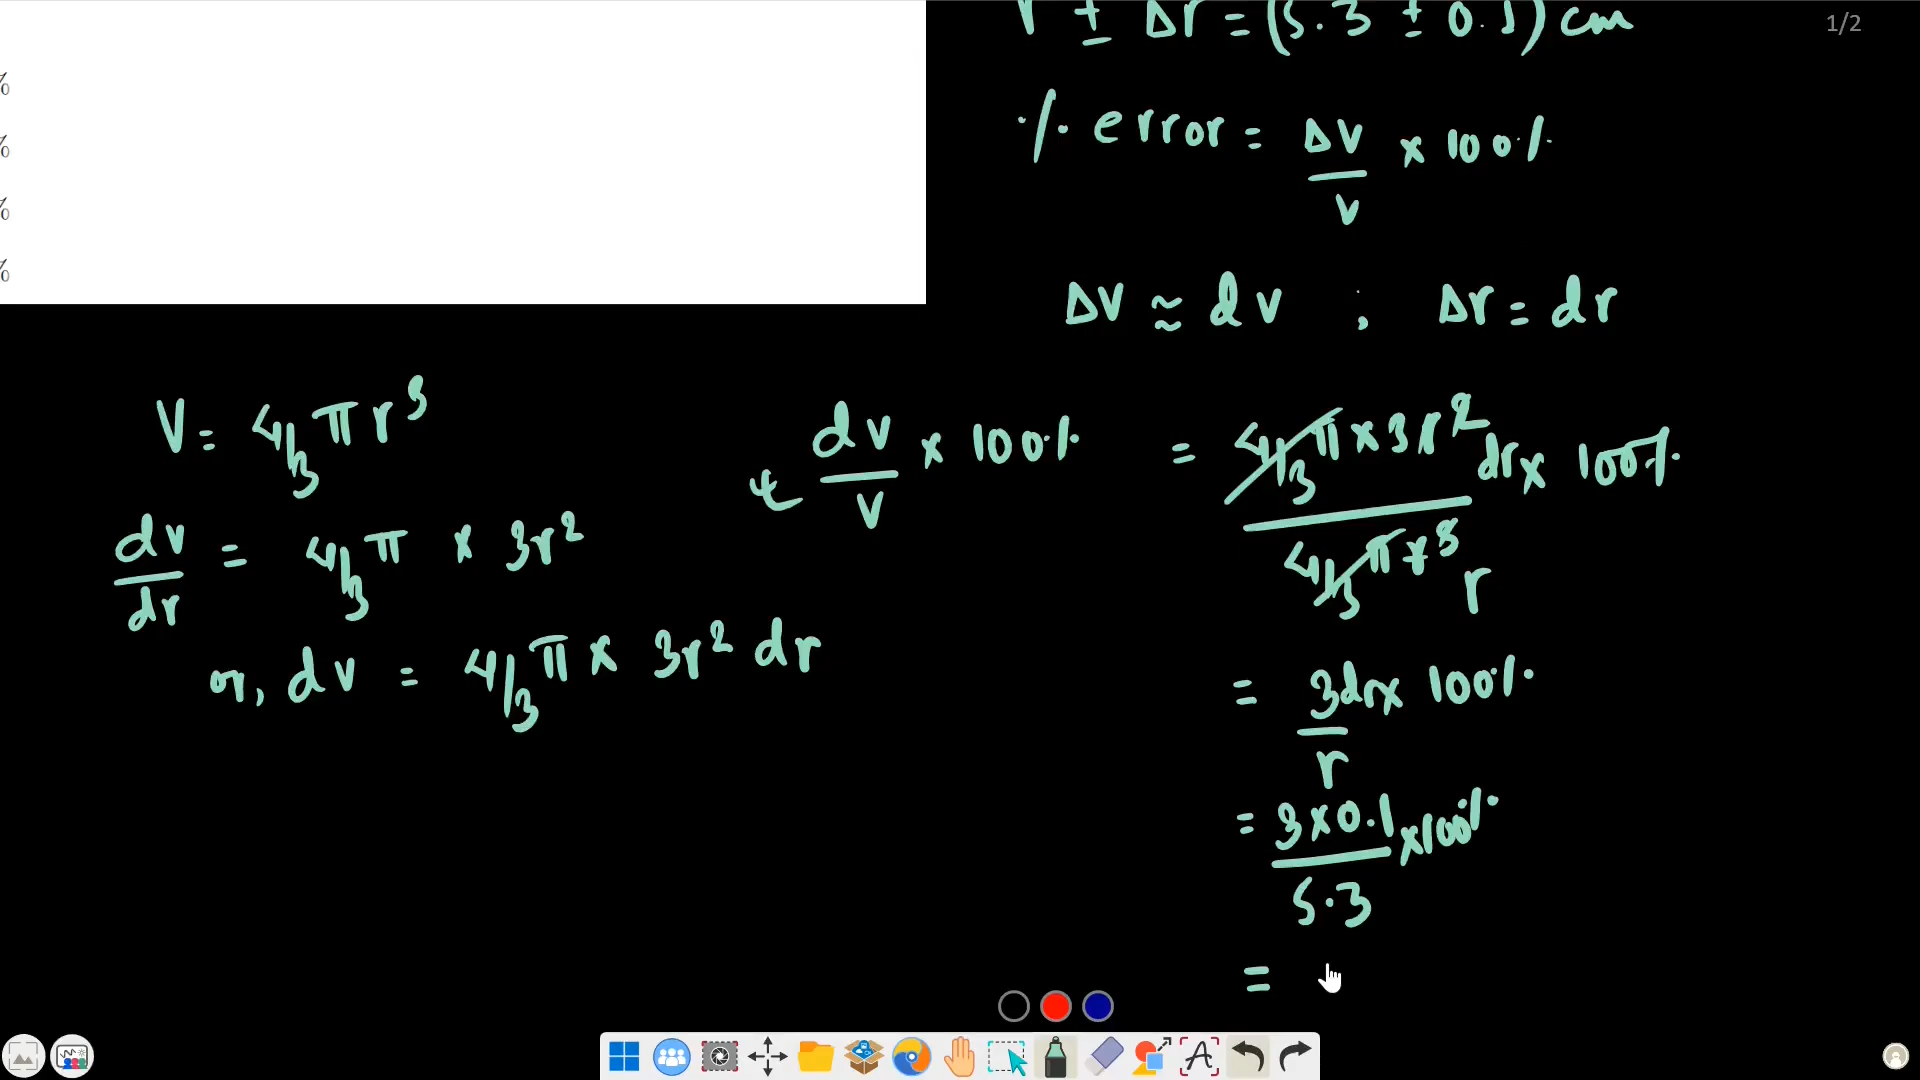 r ± Δr = (5.3 ± 0.1) cm
1/2
%
% error = ΔV/V × 100%
%
%
%
ΔV ≈ dV ; Δr = dr
V = 4/3 π r³
dV/V × 100% = 4/3 π × 3r² dr × 100% / 4/3 π r³ r
dV/dr = 4/3 π × 3r²
or, dV = 4/3 π × 3r² dr
= 3dr/r × 100%
= 3 × 0.1/5.3 × 100%
=